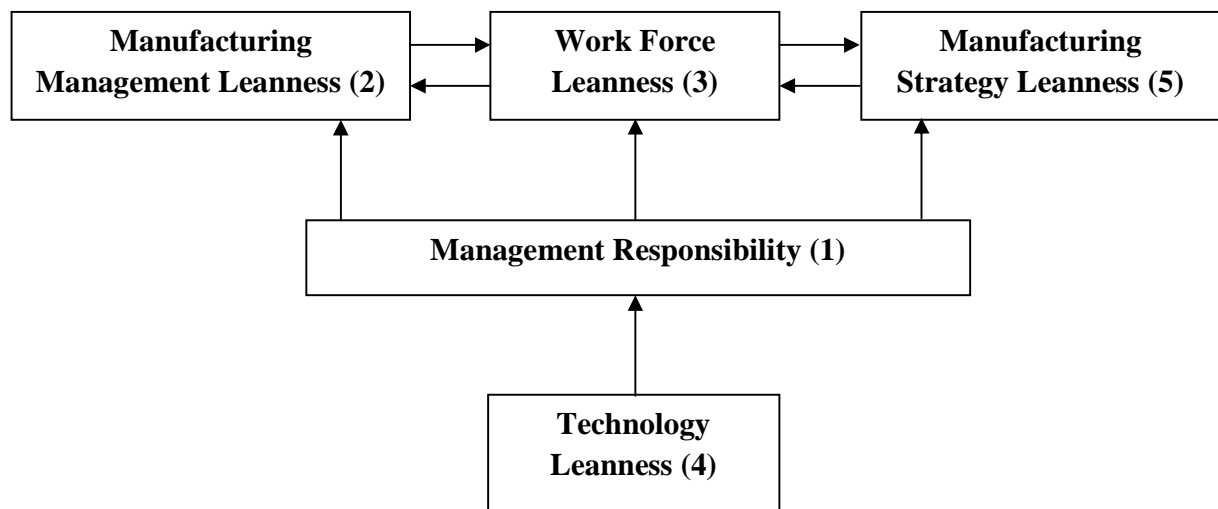 Manufacturing
Management Leanness (2)
Work Force
Leanness (3)
Manufacturing
Strategy Leanness (5)
Management Responsibility (1)
Technology
Leanness (4)